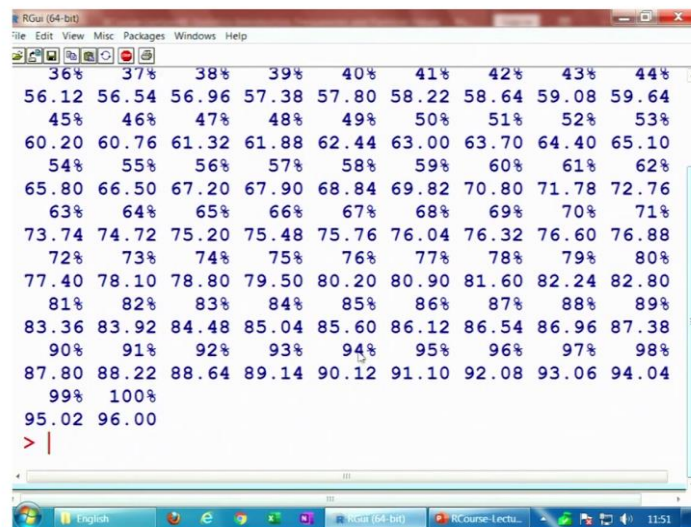 RGui (64-bit)
File Edit View Misc Packages Windows Help
36% 37% 38% 39% 40% 41% 42% 43% 44%
56.12 56.54 56.96 57.38 57.80 58.22 58.64 59.08 59.64
45% 46% 47% 48% 49% 50% 51% 52% 53%
60.20 60.76 61.32 61.88 62.44 63.00 63.70 64.40 65.10
54% 55% 56% 57% 58% 59% 60% 61% 62%
65.80 66.50 67.20 67.90 68.84 69.82 70.80 71.78 72.76
63% 64% 65% 66% 67% 68% 69% 70% 71%
73.74 74.72 75.20 75.48 75.76 76.04 76.32 76.60 76.88
72% 73% 74% 75% 76% 77% 78% 79% 80%
77.40 78.10 78.80 79.50 80.20 80.90 81.60 82.24 82.80
81% 82% 83% 84% 85% 86% 87% 88% 89%
83.36 83.92 84.48 85.04 85.60 86.12 86.54 86.96 87.38
90% 91% 92% 93% 94% 95% 96% 97% 98%
87.80 88.22 88.64 89.14 90.12 91.10 92.08 93.06 94.04
99% 100%
95.02 96.00
>
English RGui (64-bit) RCourse-Lectu... 11:51